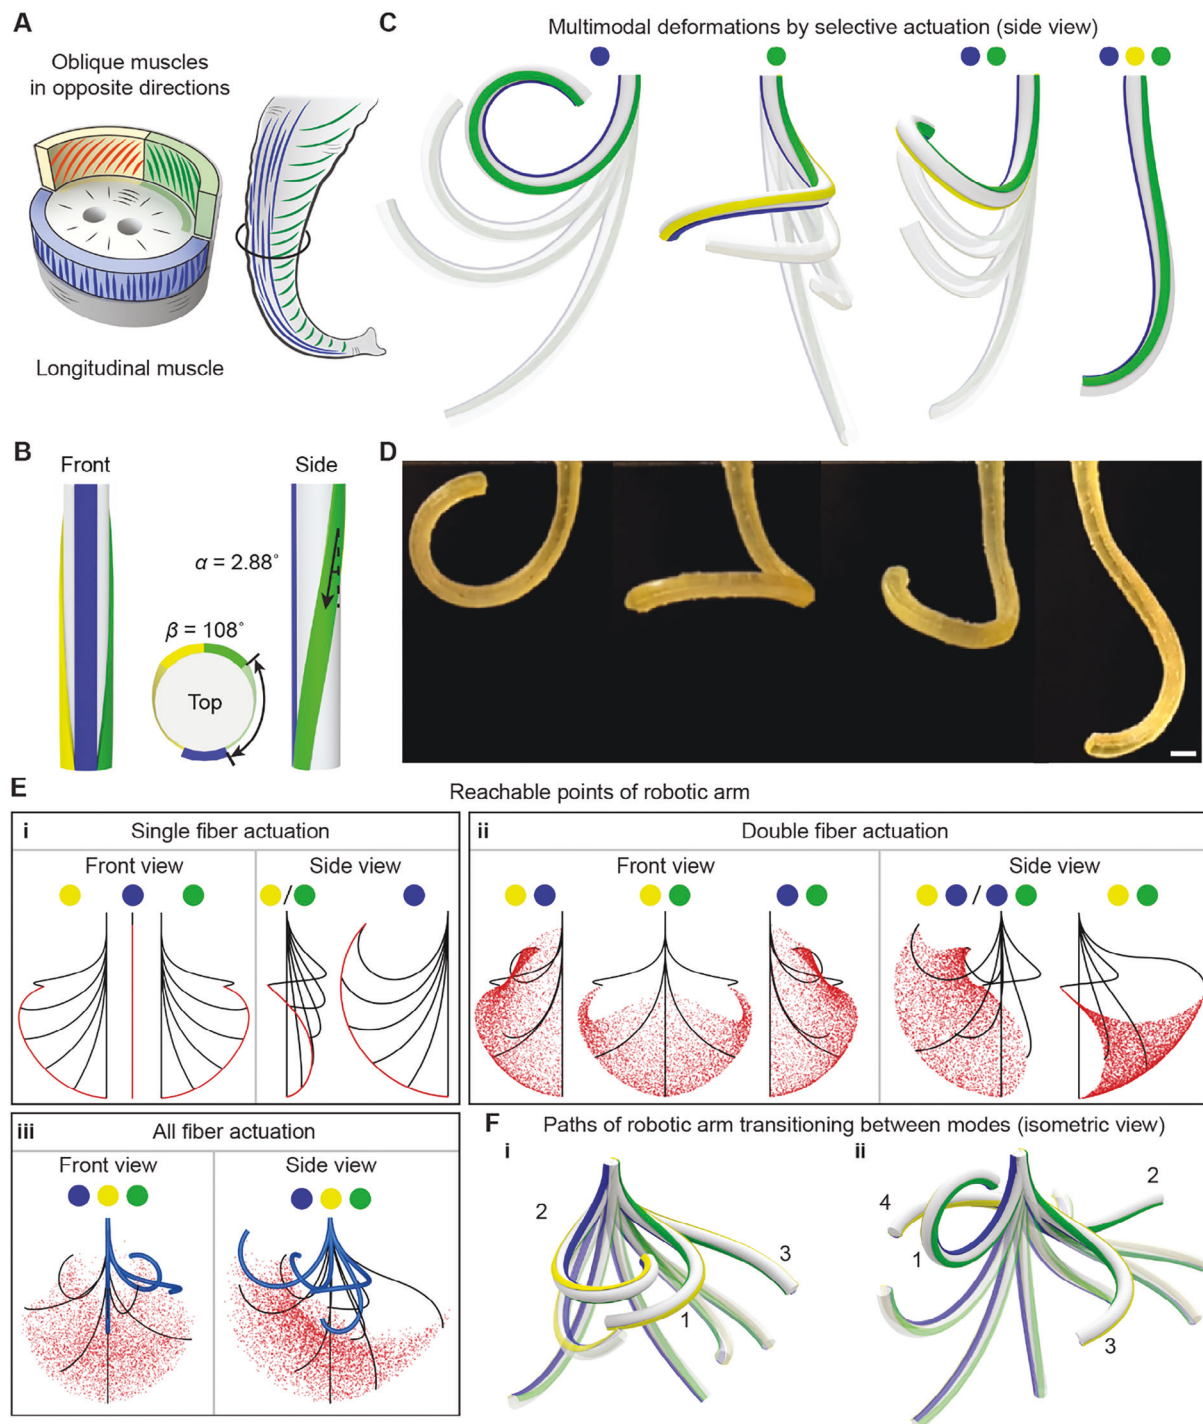 A
Oblique muscles
in opposite directions
Longitudinal muscle
B
Front
Side
α = 2.88°
β = 108°
Top
C
Multimodal deformations by selective actuation (side view)
D
E
Reachable points of robotic arm
i
Single fiber actuation
Front view
Side view
/
ii
Double fiber actuation
Front view
Side view
/
iii
All fiber actuation
Front view
Side view
F
Paths of robotic arm transitioning between modes (isometric view)
i
2
3
1
ii
4
2
1
3